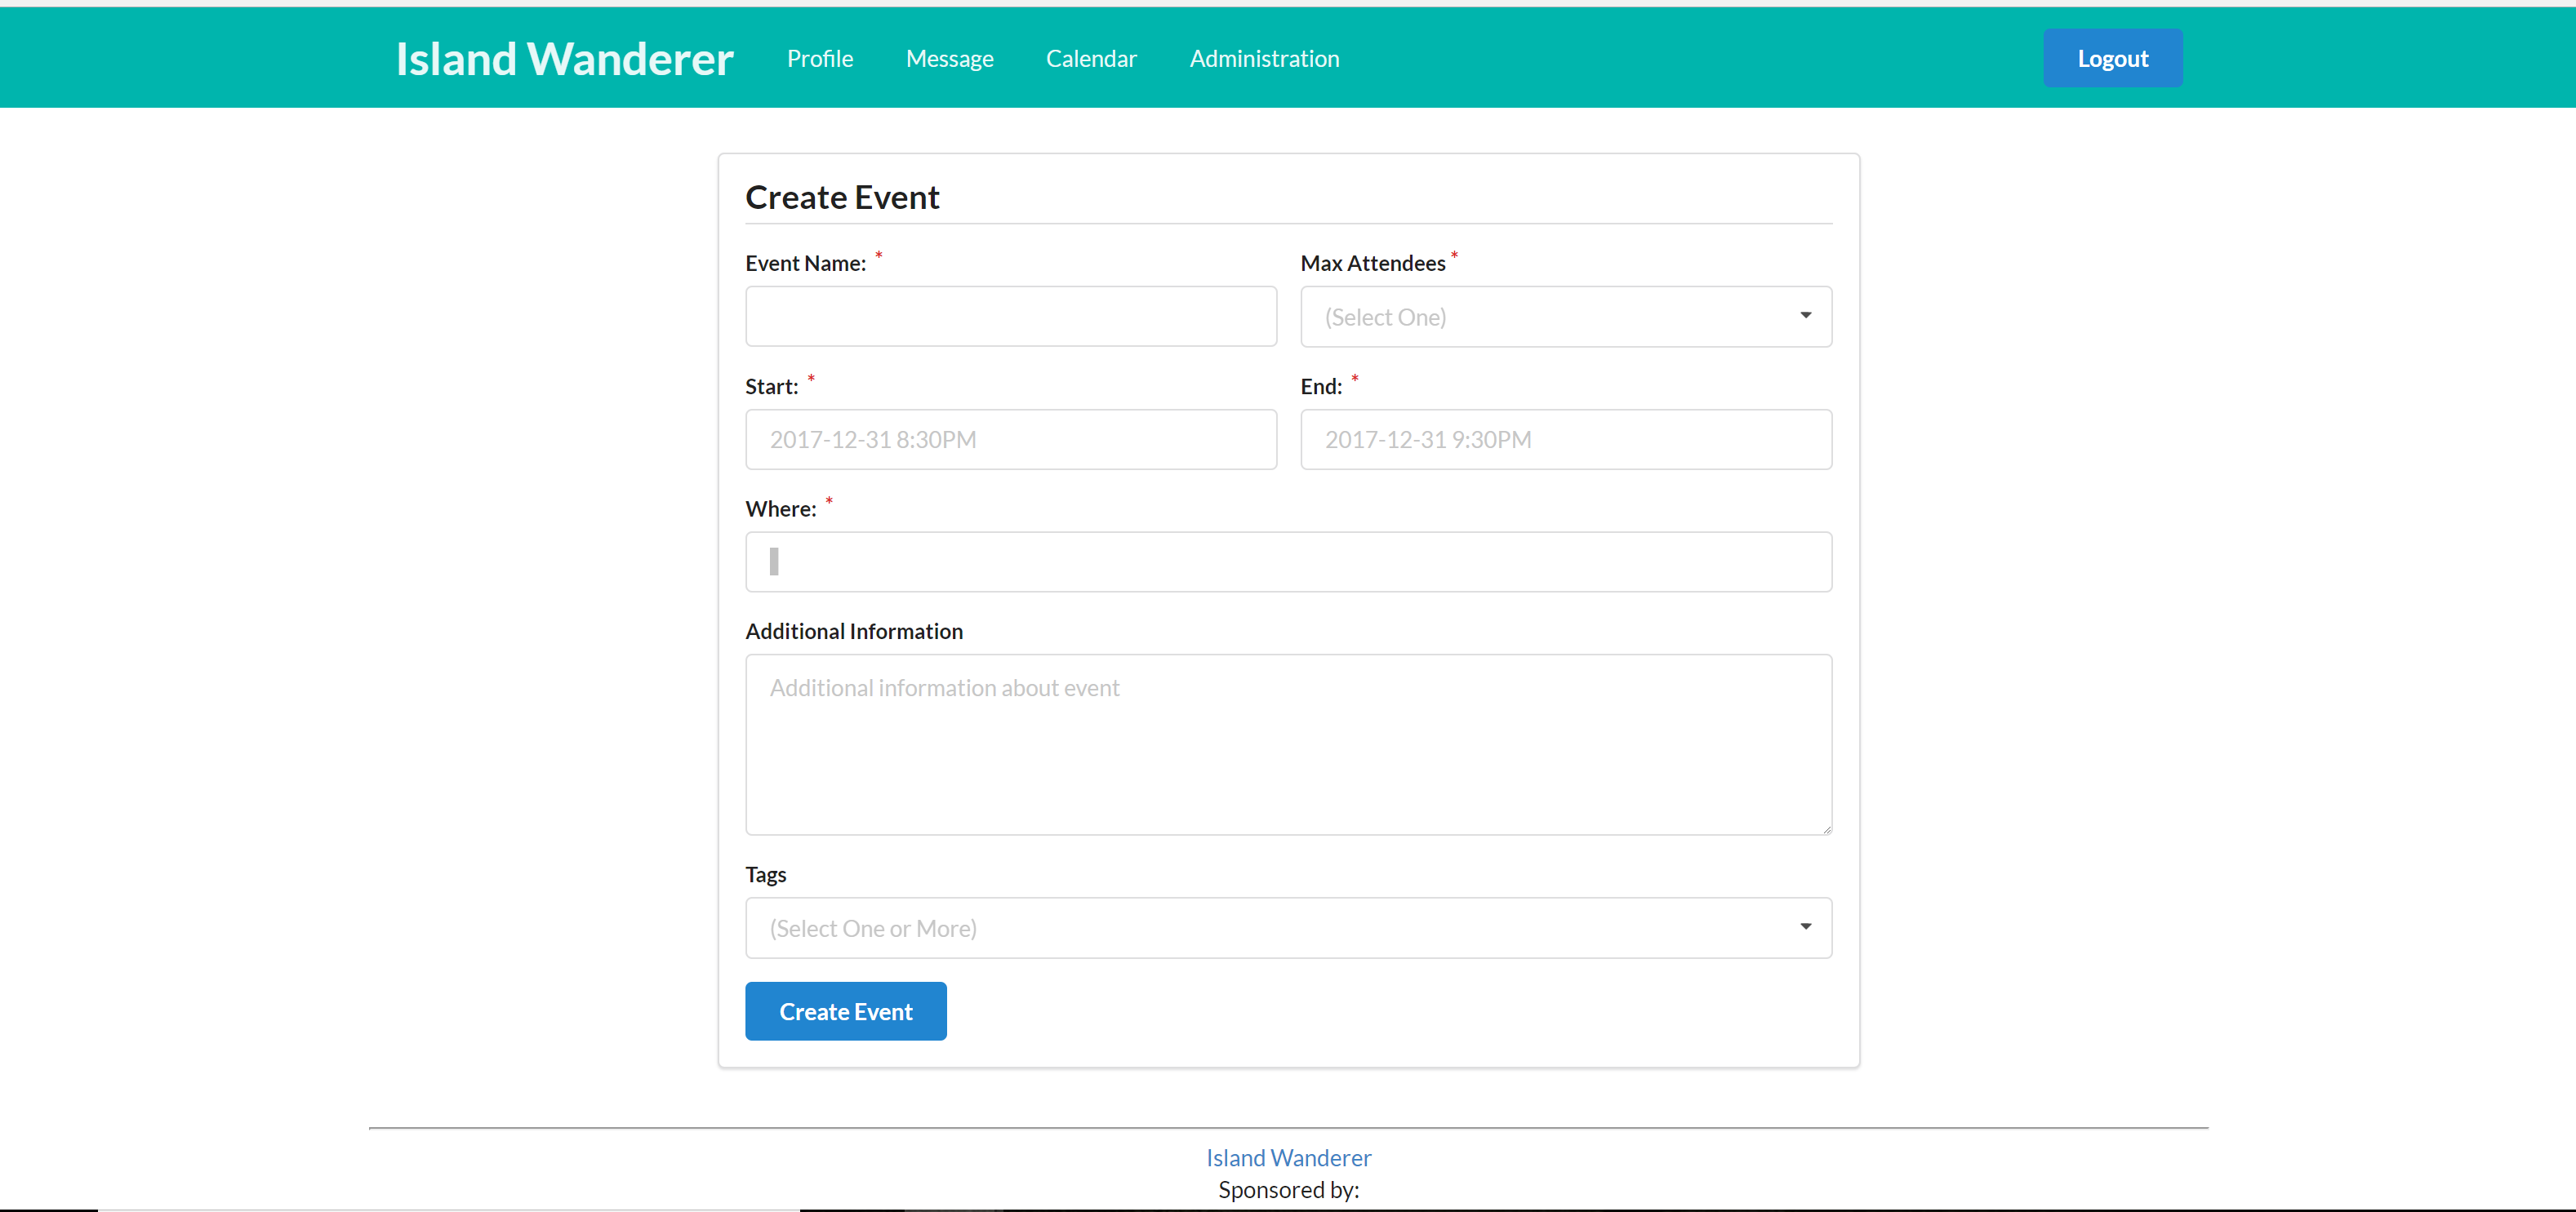 Island Wanderer Profile Message Calendar Administration Logout
Create Event
Event Name: * Max Attendees *
(Select One)
Start: * End: *
2017-12-31 8:30PM 2017-12-31 9:30PM
Where: *
Additional Information
Additional information about event
Tags
(Select One or More)
Create Event
Island Wanderer
Sponsored by: